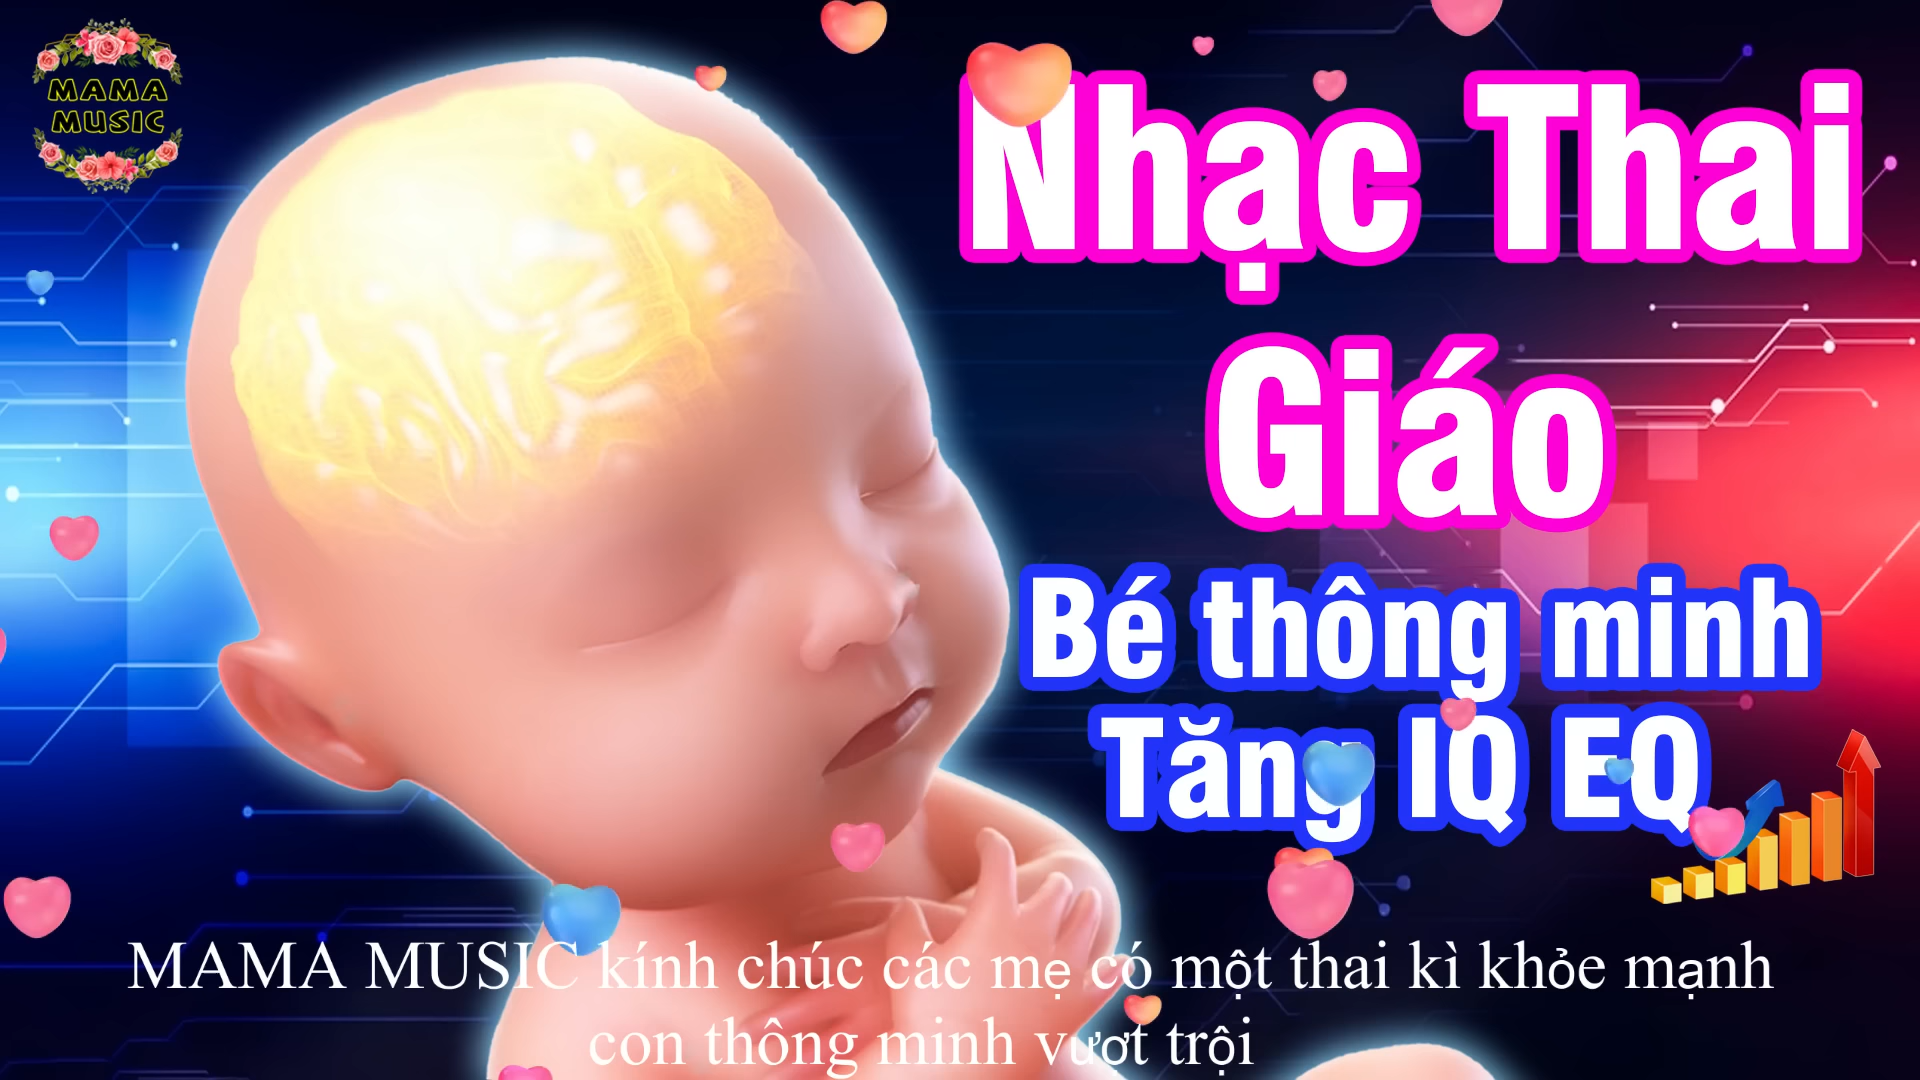 MAMA
MUSIC
Nhạc Thai
Giáo
Bé thông minh
Tăng IQ EQ
MAMA MUSIC kính chúc các mẹ có một thai kì khỏe mạnh
con thông minh vượt trội